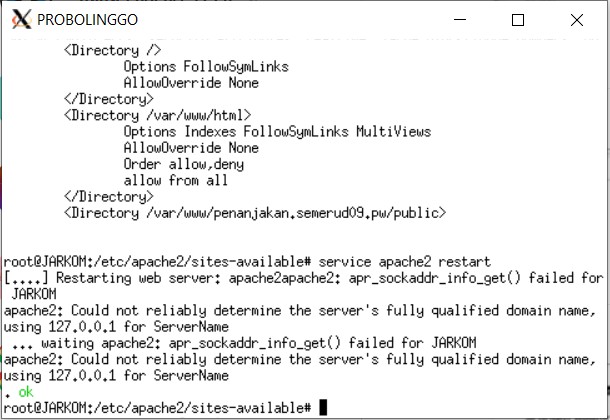 PROBOLINGGO
<Directory />
Options FollowSymLinks
AllowOverride None
</Directory>
<Directory /var/www/html>
Options Indexes FollowSymLinks MultiViews
AllowOverride None
Order allow,deny
allow from all
</Directory>
<Directory /var/www/penanjakan.semerud09.pw/public>
root@JARKOM:/etc/apache2/sites-available# service apache2 restart
[....] Restarting web server: apache2apache2: apr_sockaddr_info_get() failed for
JARKOM
apache2: Could not reliably determine the server's fully qualified domain name,
using 127.0.0.1 for ServerName
... waiting apache2: apr_sockaddr_info_get() failed for JARKOM
apache2: Could not reliably determine the server's fully qualified domain name,
using 127.0.0.1 for ServerName
. ok
root@JARKOM:/etc/apache2/sites-available#